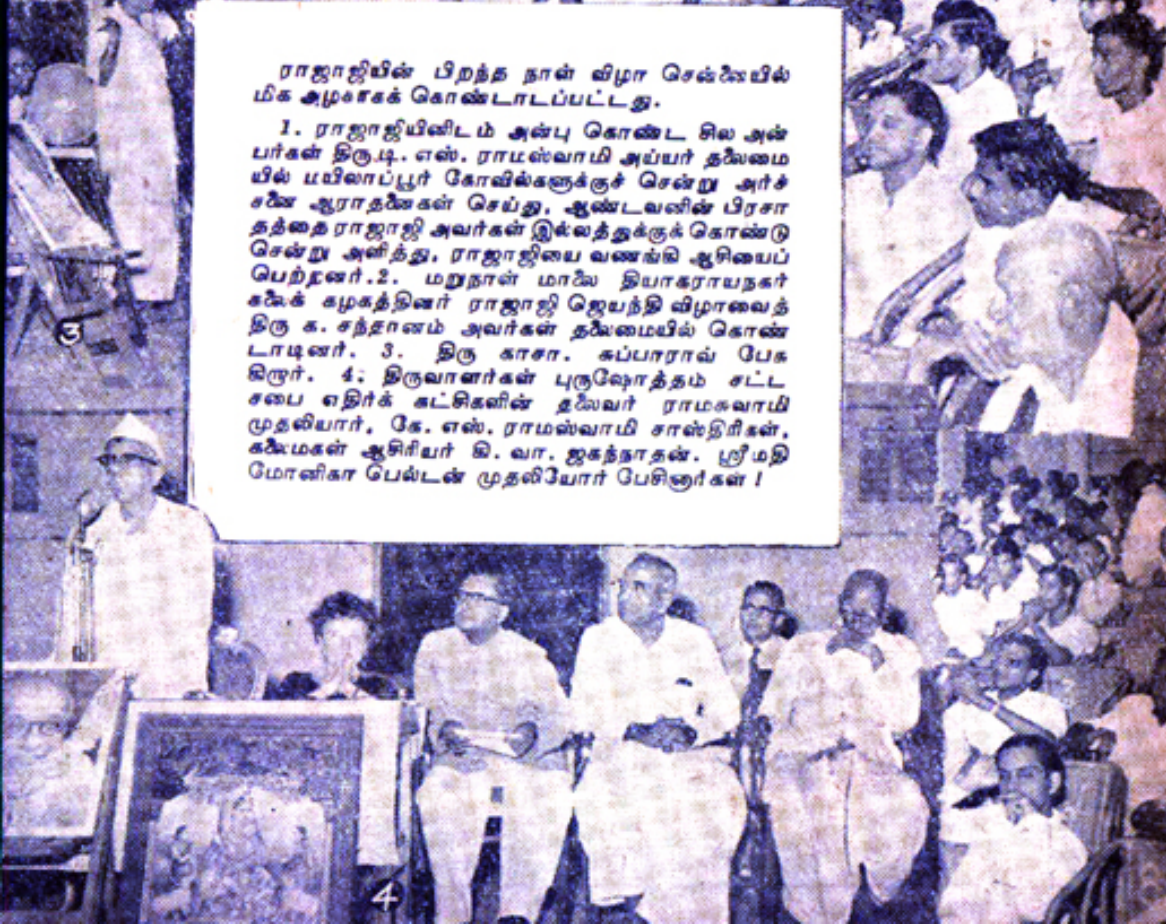 ராஜாஜியின் பிறந்த நாள் விழா சென்னையில்
மிக அழகாகக் கொண்டாடப்பட்டது.
1. ராஜாஜியினிடம் அன்பு கொண்ட சில அன்
பர்கள் திரு.டி. எஸ். ராமஸ்வாமி அய்யர் தலைமை
யில் மயிலாப்பூர் கோவில்களுக்குச் சென்று அர்ச்
சனை ஆராதனைகள் செய்து, ஆண்டவனின் பிரசா
தத்தை ராஜாஜி அவர்கள் இல்லத்துக்குக் கொண்டு
சென்று அளித்து, ராஜாஜியை வணங்கி ஆசியைப்
பெற்றனர்.2. மறுநாள் மாலை தியாகராயநகர்
கலைக் கழகத்தினர் ராஜாஜி ஜெயந்தி விழாவைத்
திரு க. சந்தானம் அவர்கள் தலைமையில் கொண்
டாடினர். 3. திரு காசா. சுப்பாராவ் பேசு
கிறார். 4. திருவாளர்கள் புருஷோத்தம் சட்ட
சபை எதிர்க் கட்சிகளின் தலைவர் ராமசுவாமி
முதலியார், கே. எஸ். ராமஸ்வாமி சாஸ்திரிகள்,
கலைமகள் ஆசிரியர் கி. வா. ஜகந்நாதன். ஸ்ரீமதி
மோனிகா பெல்டன் முதலியோர் பேசினார்கள் !
3
4